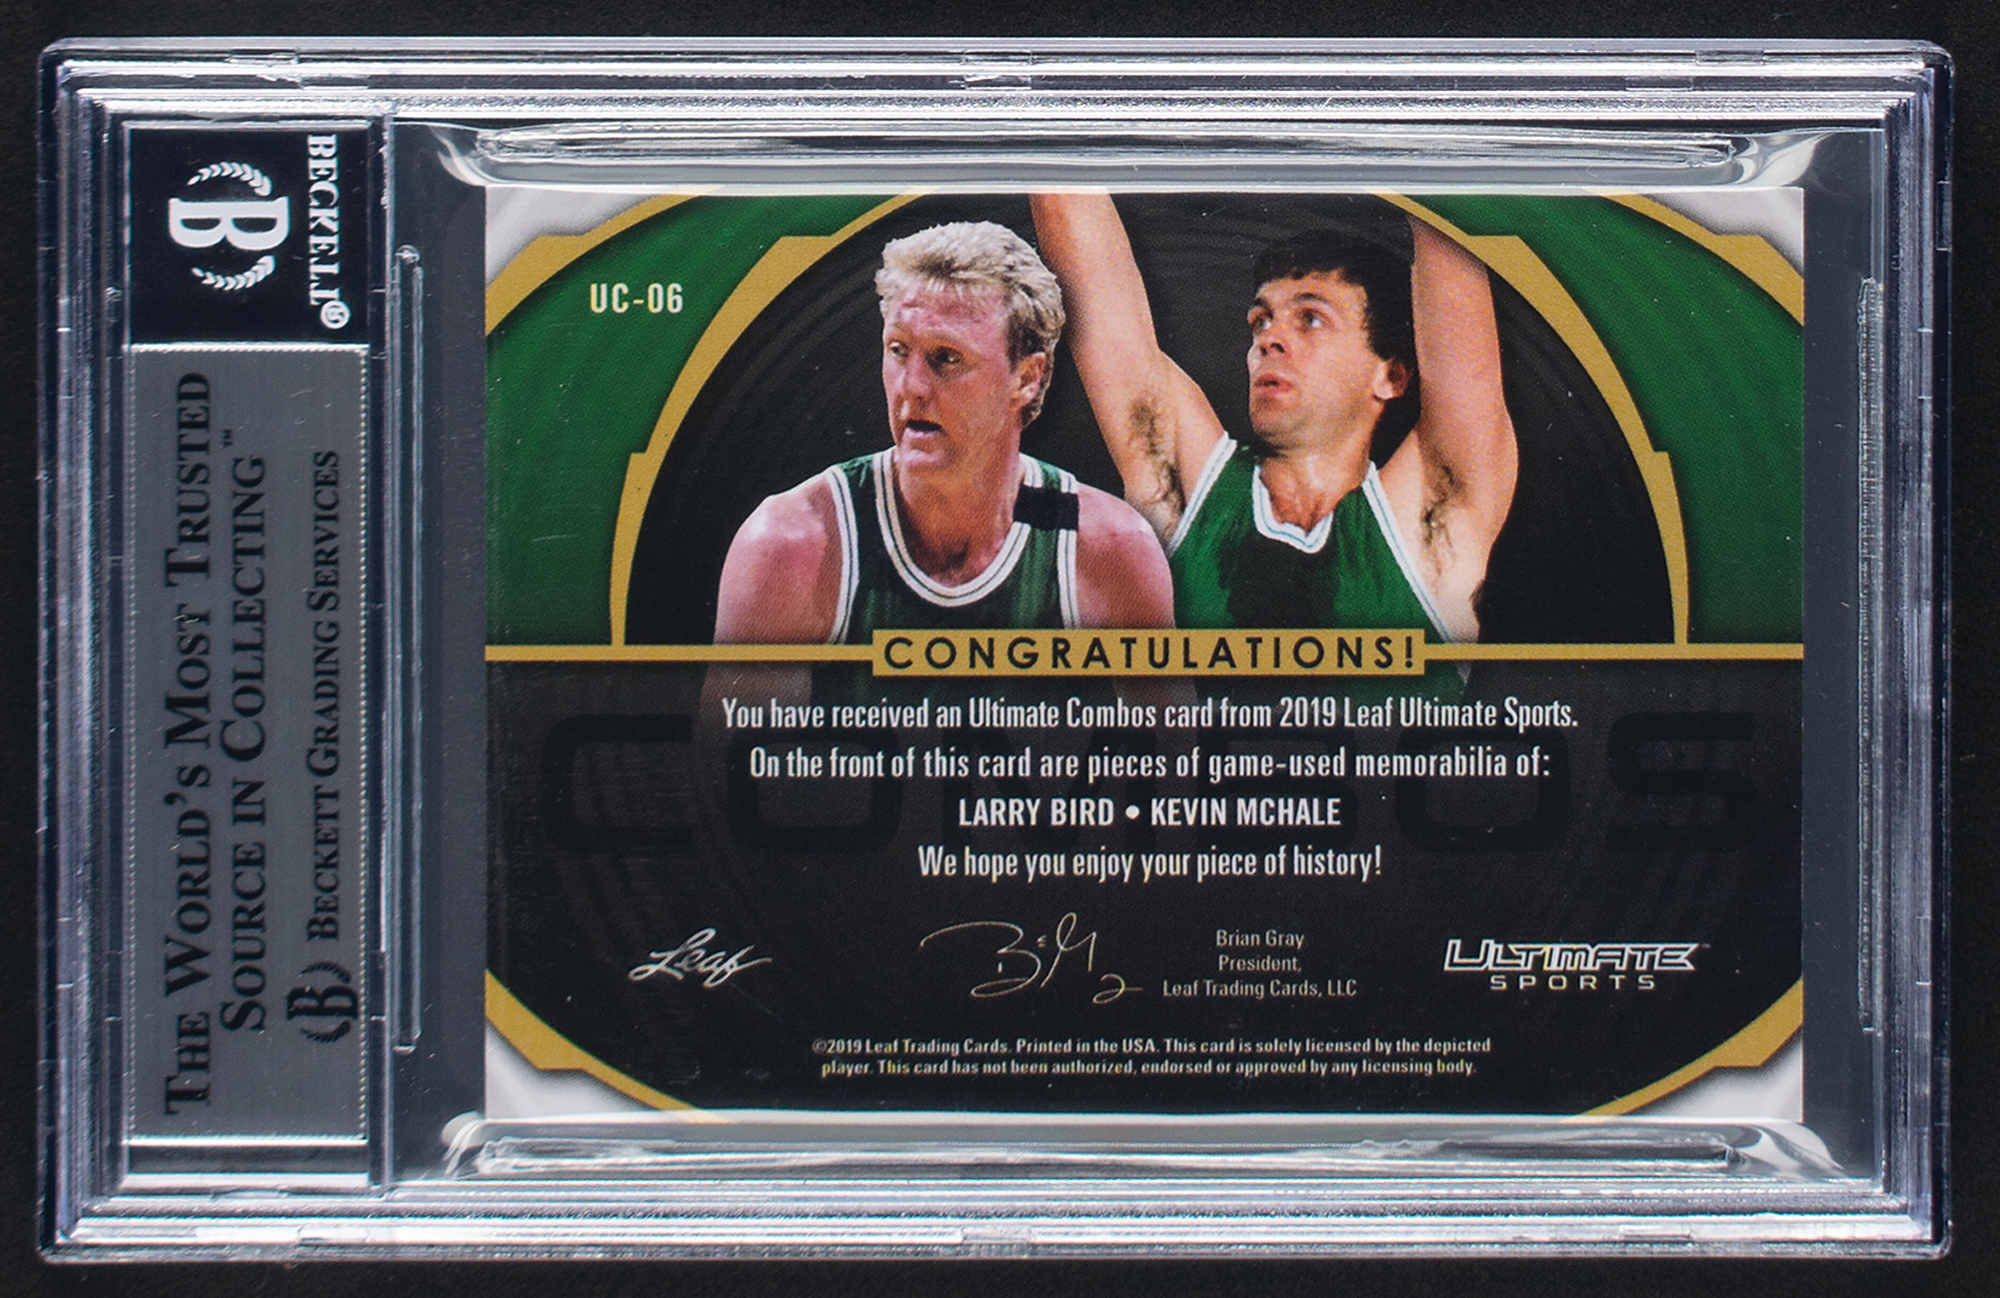 BECKETT®
B
THE WORLD'S MOST TRUSTED
SOURCE IN COLLECTING™
B BECKETT GRADING SERVICES
UC-06
CONGRATULATIONS!
COMBOS
You have received an Ultimate Combos card from 2019 Leaf Ultimate Sports.
On the front of this card are pieces of game-used memorabilia of:
LARRY BIRD • KEVIN MCHALE
We hope you enjoy your piece of history!
Leaf
Brian Gray
President,
Leaf Trading Cards, LLC
ULTIMATE™
SPORTS
©2019 Leaf Trading Cards. Printed in the USA. This card is solely licensed by the depicted
player. This card has not been authorized, endorsed or approved by any licensing body.